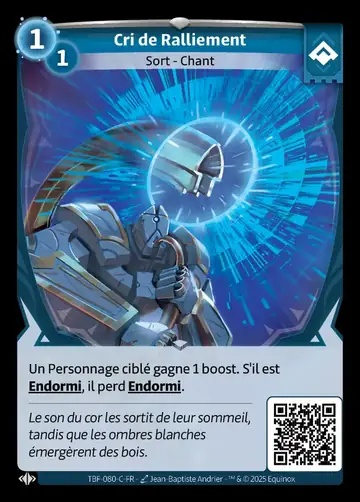 1
Cri de Ralliement
1
Sort - Chant
Un Personnage ciblé gagne 1 boost. S'il est
Endormi, il perd Endormi.
Le son du cor les sortit de leur sommeil,
tandis que les ombres blanches
émergèrent des bois.
TBF-080-C-FR - Jean-Baptiste Andrier - ™ & © 2025 Equinox